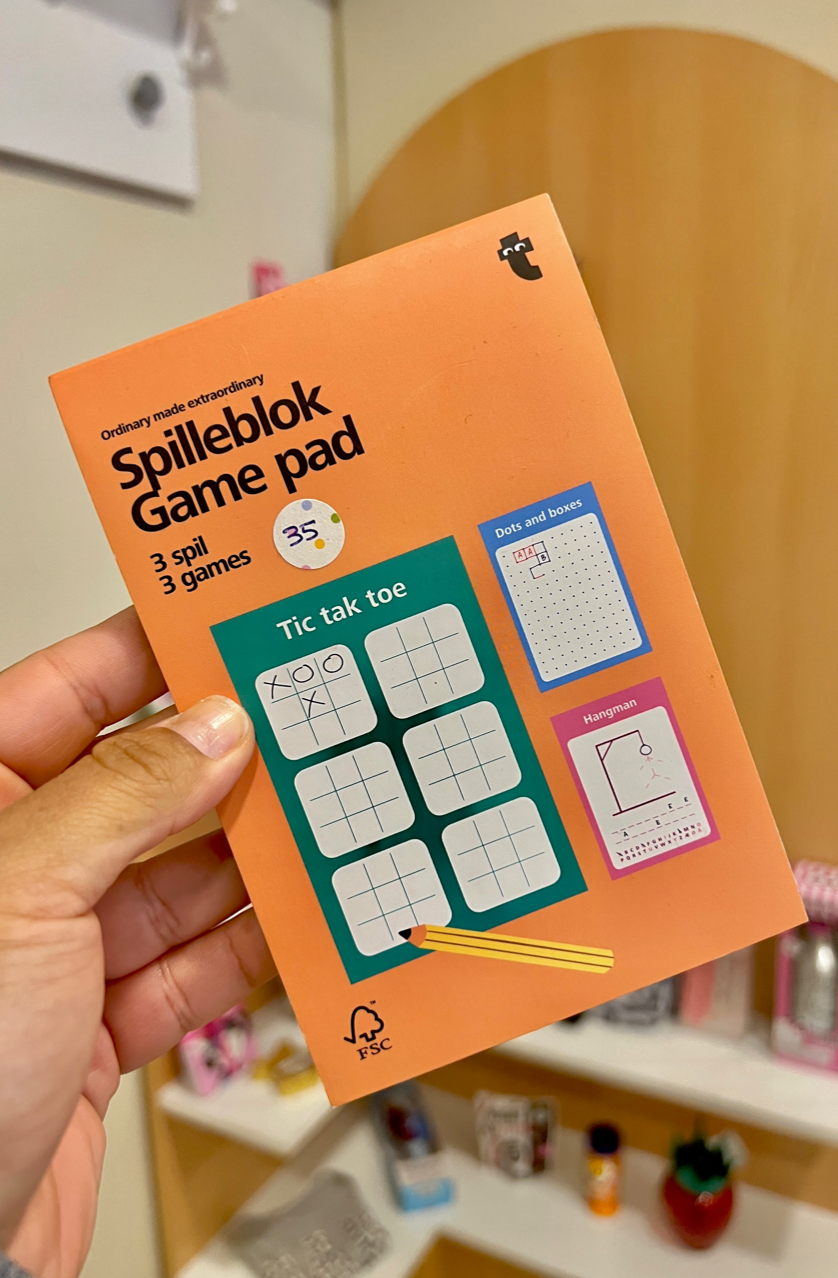 t
Ordinary made extraordinary
Spilleblok
Game pad
3 spil
3 games
35
Tic tak toe
X O O
X
Dots and boxes
A A
B
Hangman
E E
A E
FSC